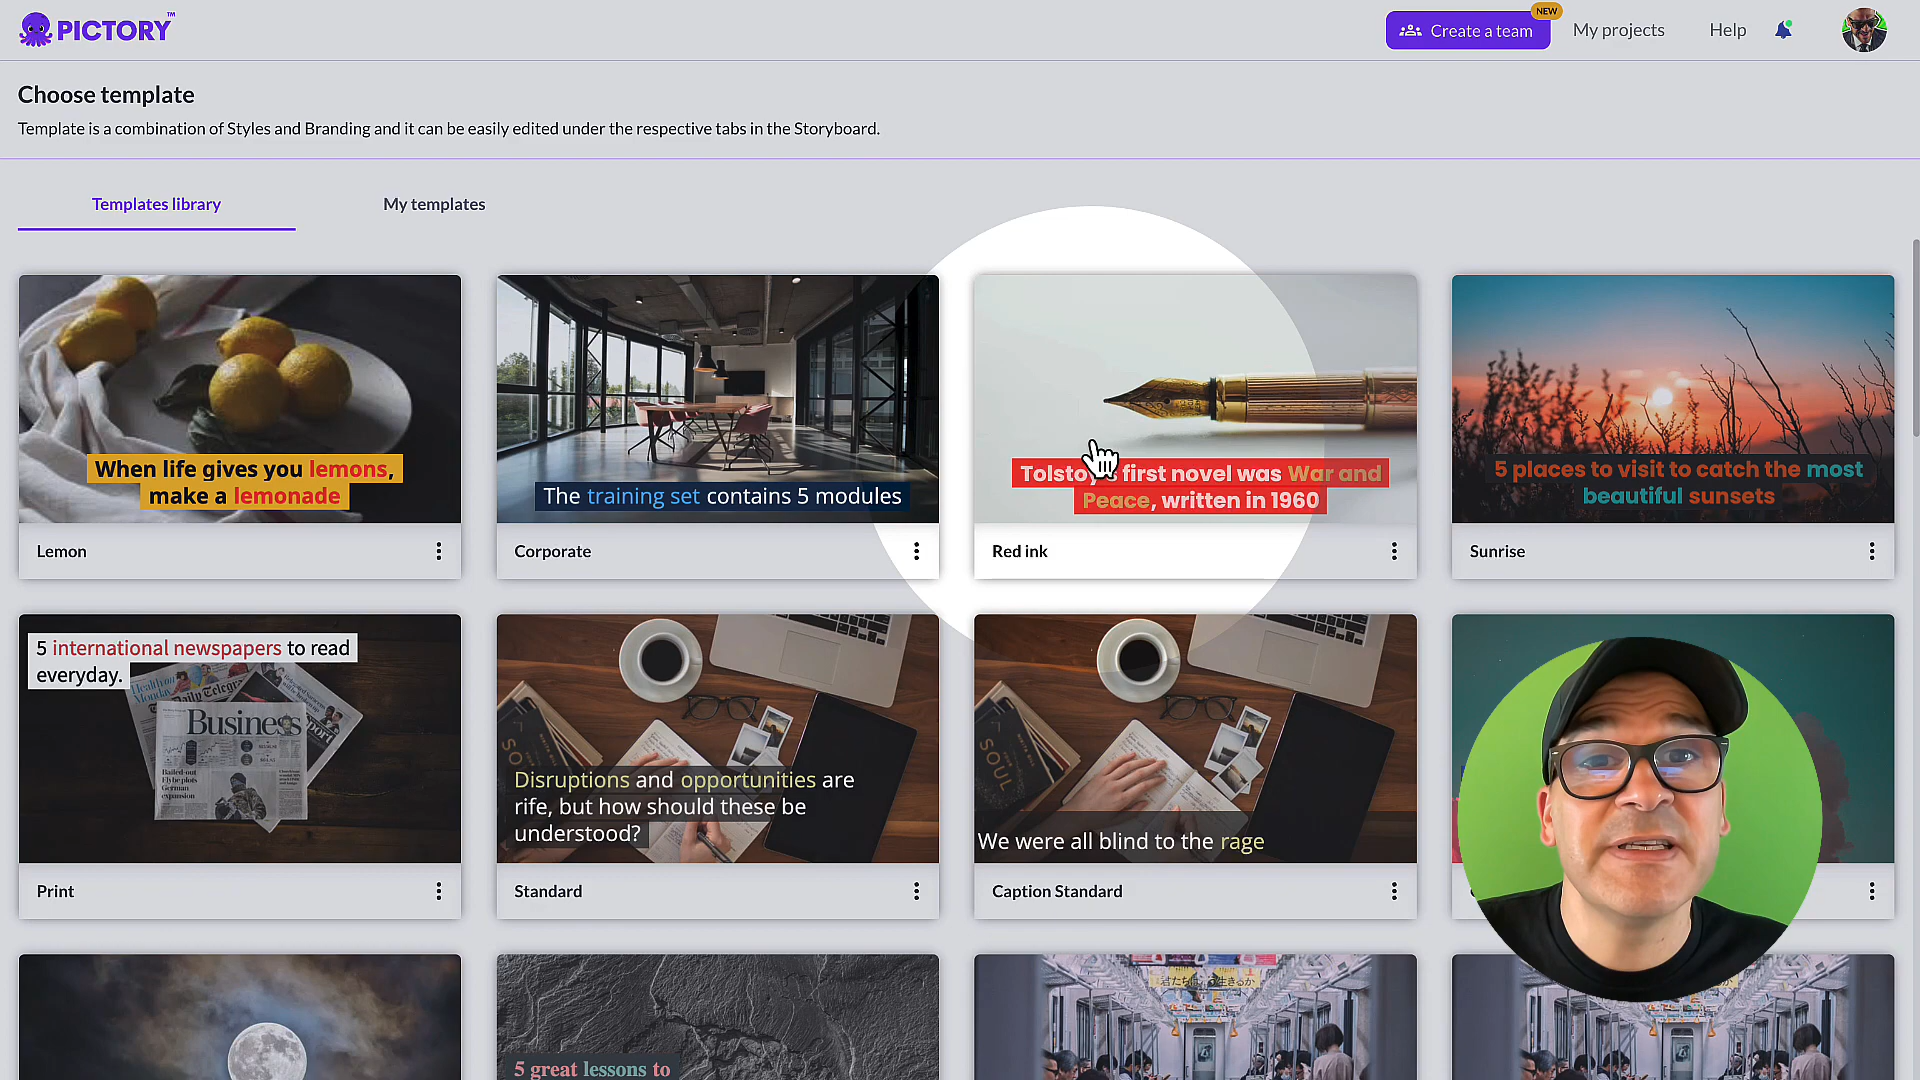 PICTORY™
Create a team
NEW
My projects
Help
Choose template
Template is a combination of Styles and Branding and it can be easily edited under the respective tabs in the Storyboard.
Templates library
My templates
When life gives you lemons,
make a lemonade
Lemon
The training set contains 5 modules
Corporate
first novel was War and
Peace, written in 1960
Red ink
5 places to visit to catch the most
beautiful sunsets
Sunrise
5 international newspapers to read
everyday.
Business
Print
Disruptions and opportunities are
rife, but how should these be
understood?
Standard
SOUL
We were all blind to the rage
Caption Standard
5 great lessons to